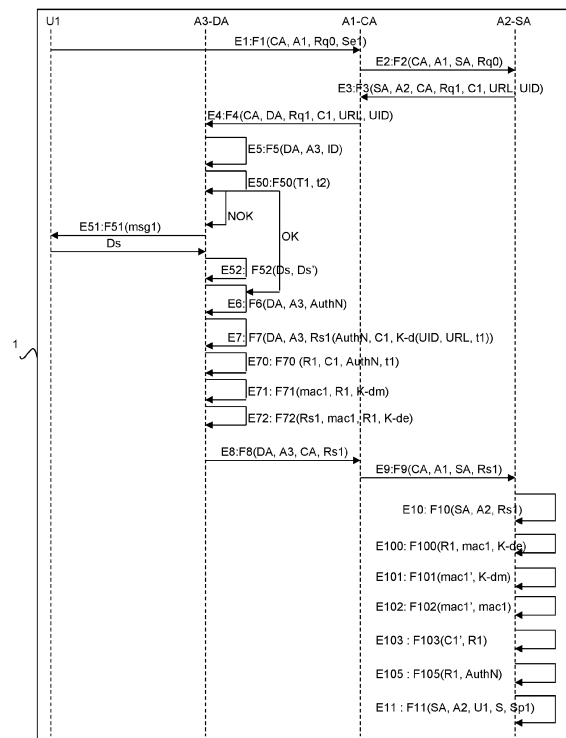 U1 A3-DA A1-CA A2-SA
E1:F1(CA, A1, Rq0, Se1)
E2:F2(CA, A1, SA, Rq0)
E3:F3(SA, A2, CA, Rq1, C1, URL, UID)
E4:F4(CA, DA, Rq1, C1, URL, UID)
E5:F5(DA, A3, ID)
E50:F50(T1, t2)
NOK
OK
E51:F51(msg1)
Ds
E52: F52(Ds, Ds')
E6: F6(DA, A3, AuthN)
1
E7: F7(DA, A3, Rs1(AuthN, C1, K-d(UID, URL, t1))
E70: F70 (R1, C1, AuthN, t1)
E71: F71(mac1, R1, K-dm)
E72: F72(Rs1, mac1, R1, K-de)
E8:F8(DA, A3, CA, Rs1)
E9:F9(CA, A1, SA, Rs1)
E10: F10(SA, A2, Rs1)
E100: F100(R1, mac1, K-de)
E101: F101(mac1', K-dm)
E102: F102(mac1', mac1)
E103 : F103(C1', R1)
E105 : F105(R1, AuthN)
E11 : F11(SA, A2, U1, S, Sp1)